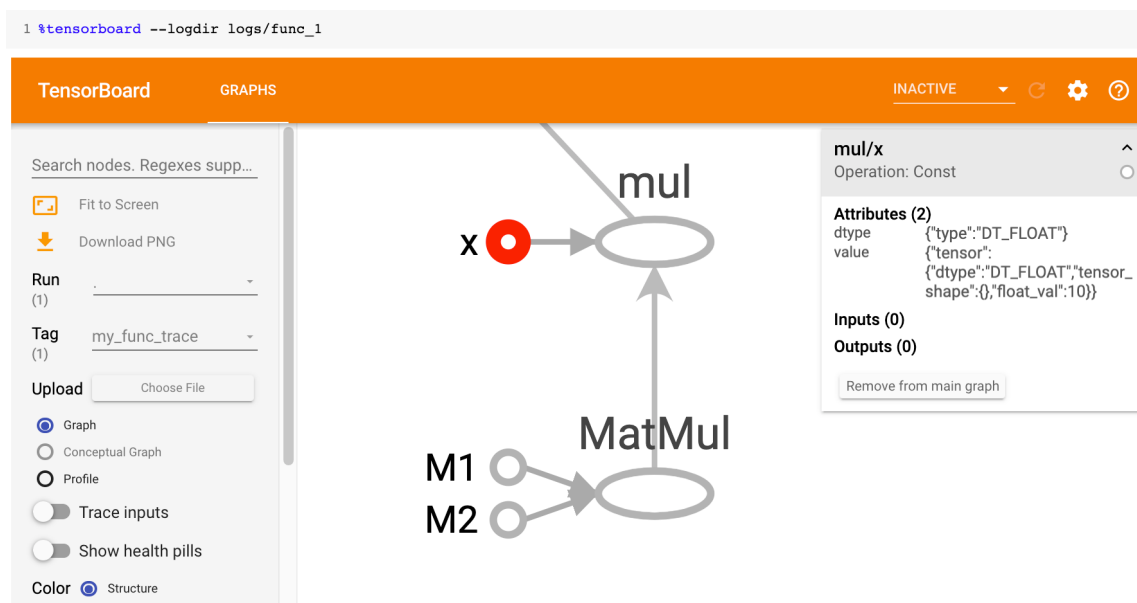 1 %tensorboard --logdir logs/func_1
TensorBoard
GRAPHS
INACTIVE
Search nodes. Regexes supp...
Fit to Screen
Download PNG
Run
(1)
.
Tag
(1)
my_func_trace
Upload
Choose File
Graph
Conceptual Graph
Profile
Trace inputs
Show health pills
Color
Structure
mul
x
MatMul
M1
M2
mul/x
Operation: Const
Attributes (2)
dtype
{"type":"DT_FLOAT"}
value
{"tensor":
{"dtype":"DT_FLOAT","tensor_
shape":{},"float_val":10}}
Inputs (0)
Outputs (0)
Remove from main graph